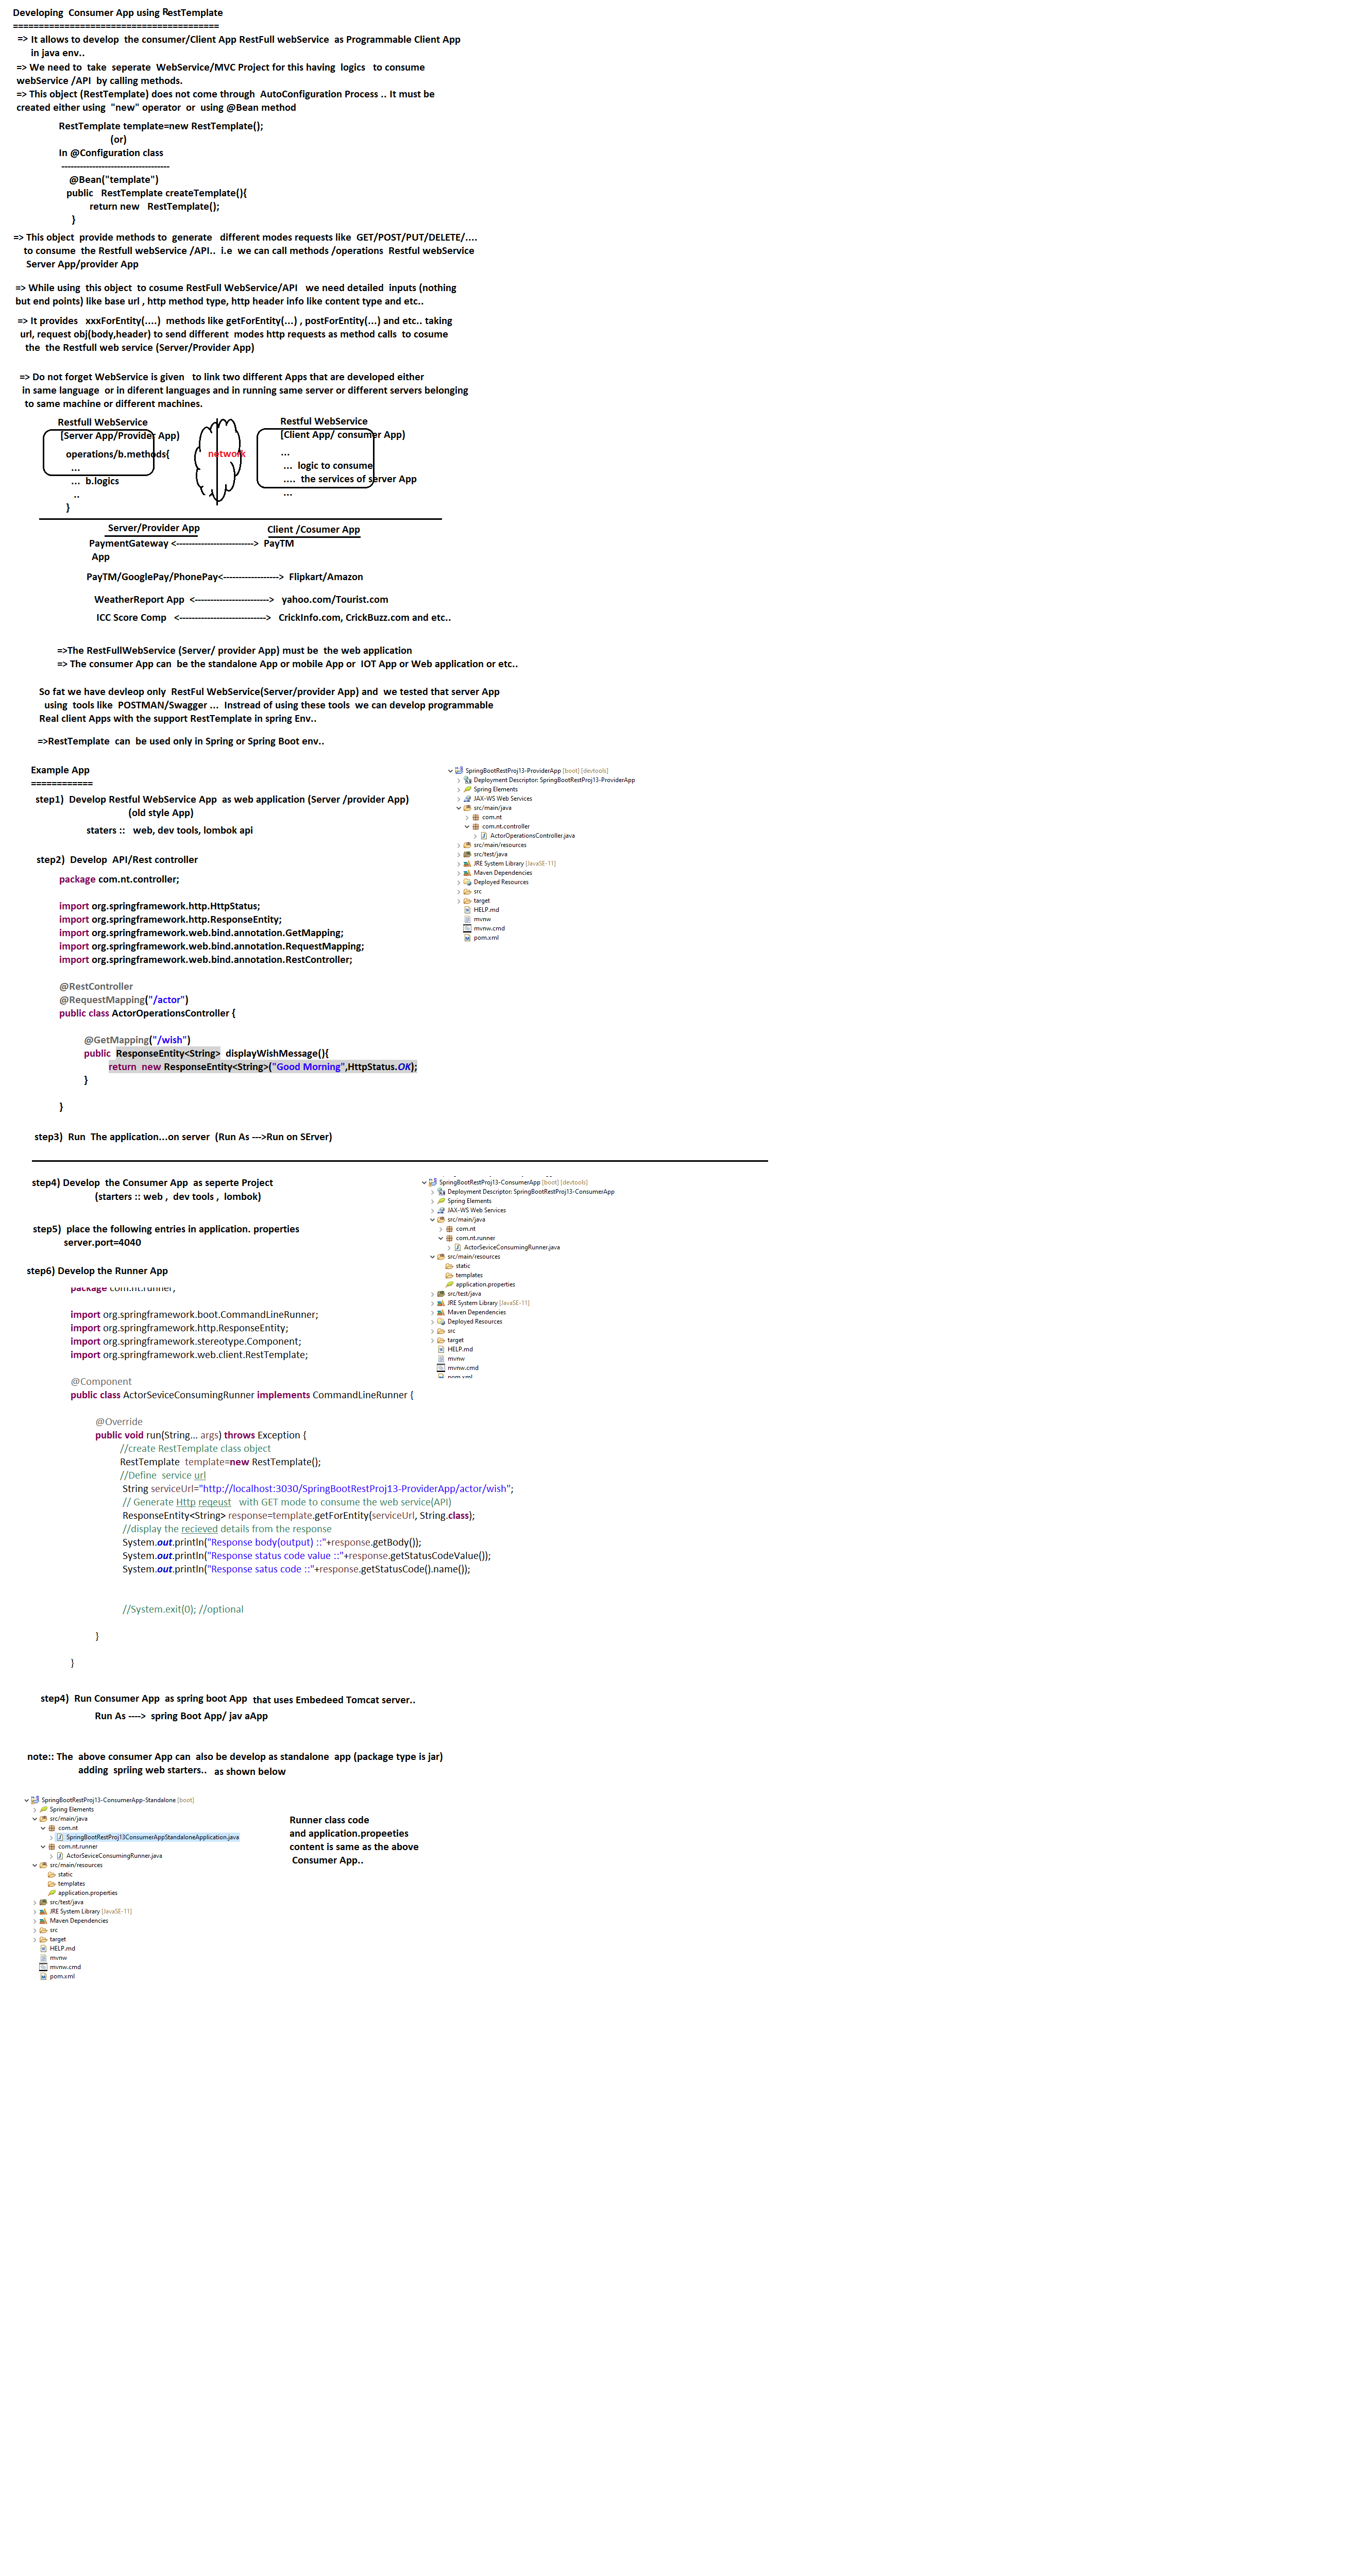 Developing  Consumer App using RestTemplate
========================================
=> It allows to develop  the consumer/Client App RestFull webService  as Programmable Client App
in java env..
=> We need to  take  seperate  WebService/MVC Project for this having  logics   to consume
webService /API  by calling methods.
=> This object (RestTemplate) does not come through  AutoConfiguration Process .. It must be
created either using  "new" operator  or  using @Bean method
RestTemplate template=new RestTemplate();
(or)
In @Configuration class
-----------------------------------
@Bean("template")
public   RestTemplate createTemplate(){
return new   RestTemplate();
}
=> This object  provide methods to  generate   different modes requests like  GET/POST/PUT/DELETE/....
to consume  the Restfull webService /API..  i.e  we can call methods /operations  Restful webService
Server App/provider App
=> While using  this object  to cosume RestFull WebService/API   we need detailed  inputs (nothing
but end points) like base url , http method type, http header info like content type and etc..
=> It provides   xxxForEntity(....)  methods like getForEntity(...) , postForEntity(...) and etc.. taking
url, request obj(body,header) to send different  modes http requests as method calls  to cosume
the  the Restfull web service (Server/Provider App)
=> Do not forget WebService is given   to link two different Apps that are developed either
in same language  or in diferent languages and in running same server or different servers belonging
to same machine or different machines.
Restfull WebService
[Server App/Provider App)
operations/b.methods{
...
...  b.logics
..
}
network
Restful WebService
[Client App/ consumer App)
...
...  logic to consume
....  the services of server App
...
Server/Provider App
Client /Cosumer App
PaymentGateway <--------------------------->  PayTM
App
PayTM/GooglePay/PhonePay<------------------>  Flipkart/Amazon
WeatherReport App  <------------------------>   yahoo.com/Tourist.com
ICC Score Comp   <---------------------------->   CrickInfo.com, CrickBuzz.com and etc..
=>The RestFullWebService (Server/ provider App) must be  the web application
=> The consumer App can  be the standalone App or mobile App or  IOT App or Web application or etc..
So fat we have devleop only  RestFul WebService(Server/provider App) and  we tested that server App
using  tools like  POSTMAN/Swagger ...  Instread of using these tools  we can develop programmable
Real client Apps with the support RestTemplate in spring Env..
=>RestTemplate  can  be used only in Spring or Spring Boot env..
Example App
============
step1)  Develop Restful WebService App  as web application (Server /provider App)
(old style App)
staters ::   web, dev tools, lombok api
SpringBootRestProj13-ProviderApp [boot] [devtools]
Deployment Descriptor: SpringBootRestProj13-ProviderApp
Spring Elements
JAX-WS Web Services
src/main/java
com.nt
com.nt.controller
ActorOperationsController.java
src/main/resources
src/test/java
JRE System Library [JavaSE-11]
Maven Dependencies
Deployed Resources
src
target
HELP.md
mvnw
mvnw.cmd
pom.xml
step2)  Develop  API/Rest controller
package com.nt.controller;
import org.springframework.http.HttpStatus;
import org.springframework.http.ResponseEntity;
import org.springframework.web.bind.annotation.GetMapping;
import org.springframework.web.bind.annotation.RequestMapping;
import org.springframework.web.bind.annotation.RestController;
@RestController
@RequestMapping("/actor")
public class ActorOperationsController {
@GetMapping("/wish")
public  ResponseEntity<String>  displayWishMessage(){
return  new ResponseEntity<String>("Good Morning",HttpStatus.OK);
}
}
step3)  Run  The application...on server  (Run As --->Run on SErver)
step4) Develop  the Consumer App  as seperte Project
(starters :: web ,  dev tools ,  lombok)
step5)  place the following entries in application. properties
server.port=4040
SpringBootRestProj13-ConsumerApp [boot] [devtools]
Deployment Descriptor: SpringBootRestProj13-ConsumerApp
Spring Elements
JAX-WS Web Services
src/main/java
com.nt
com.nt.runner
ActorSeviceConsumingRunner.java
src/main/resources
static
templates
application.properties
src/test/java
JRE System Library [JavaSE-11]
Maven Dependencies
Deployed Resources
src
target
HELP.md
mvnw
mvnw.cmd
pom.xml
step6) Develop the Runner App
package com.nt.runner;
import org.springframework.boot.CommandLineRunner;
import org.springframework.http.ResponseEntity;
import org.springframework.stereotype.Component;
import org.springframework.web.client.RestTemplate;
@Component
public class ActorSeviceConsumingRunner implements CommandLineRunner {
@Override
public void run(String... args) throws Exception {
//create RestTemplate class object
RestTemplate  template=new RestTemplate();
//Define  service url
String serviceUrl="http://localhost:3030/SpringBootRestProj13-ProviderApp/actor/wish";
// Generate Http reqeust   with GET mode to consume the web service(API)
ResponseEntity<String> response=template.getForEntity(serviceUrl, String.class);
//display the recieved details from the response
System.out.println("Response body(output) ::"+response.getBody());
System.out.println("Response status code value ::"+response.getStatusCodeValue());
System.out.println("Response satus code ::"+response.getStatusCode().name());
//System.exit(0); //optional
}
}
step4)  Run Consumer App  as spring boot App  that uses Embedeed Tomcat server..
Run As ---->  spring Boot App/ jav aApp
note:: The  above consumer App can  also be develop as standalone  app (package type is jar)
adding  spriing web starters..   as shown below
SpringBootRestProj13-ConsumerApp-Standalone [boot]
Spring Elements
src/main/java
com.nt
SpringBootRestProj13ConsumerAppStandaloneApplication.java
com.nt.runner
ActorSeviceConsumingRunner.java
src/main/resources
static
templates
application.properties
src/test/java
JRE System Library [JavaSE-11]
Maven Dependencies
src
target
HELP.md
mvnw
mvnw.cmd
pom.xml
Runner class code
and application.propeeties
content is same as the above
Consumer App..